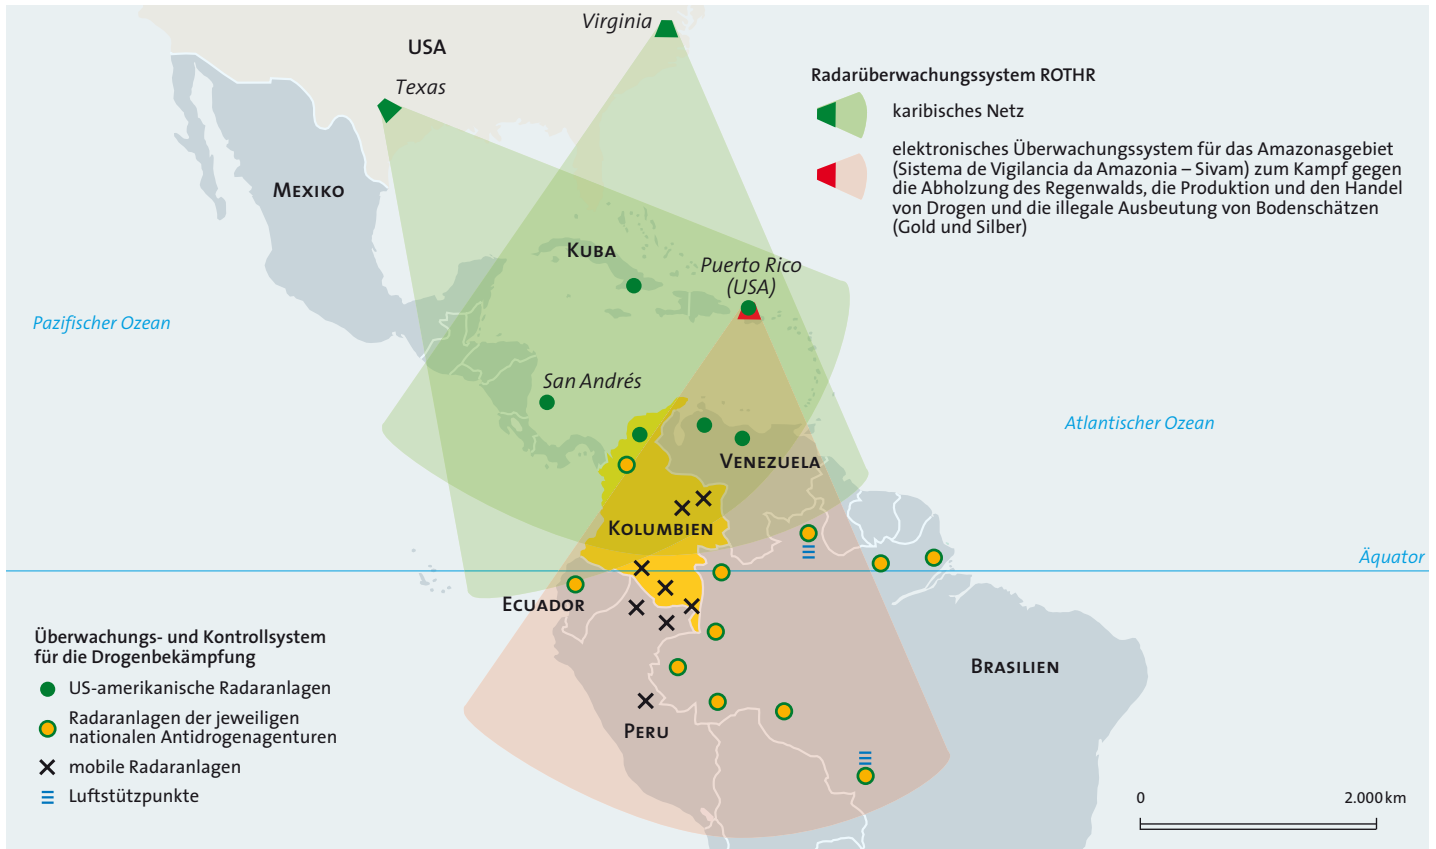 Virginia
USA
Texas
Radarüberwachungssystem ROTHR
karibisches Netz
elektronisches Überwachungssystem für das Amazonasgebiet
(Sistema de Vigilancia da Amazonia – Sivam) zum Kampf gegen
die Abholzung des Regenwalds, die Produktion und den Handel
von Drogen und die illegale Ausbeutung von Bodenschätzen
(Gold und Silber)
MEXIKO
KUBA
Puerto Rico
(USA)
Pazifischer Ozean
San Andrés
Atlantischer Ozean
VENEZUELA
KOLUMBIEN
Äquator
ECUADOR
BRASILIEN
PERU
Überwachungs- und Kontrollsystem
für die Drogenbekämpfung
US-amerikanische Radaranlagen
Radaranlagen der jeweiligen
nationalen Antidrogenagenturen
mobile Radaranlagen
Luftstützpunkte
0 2.000 km